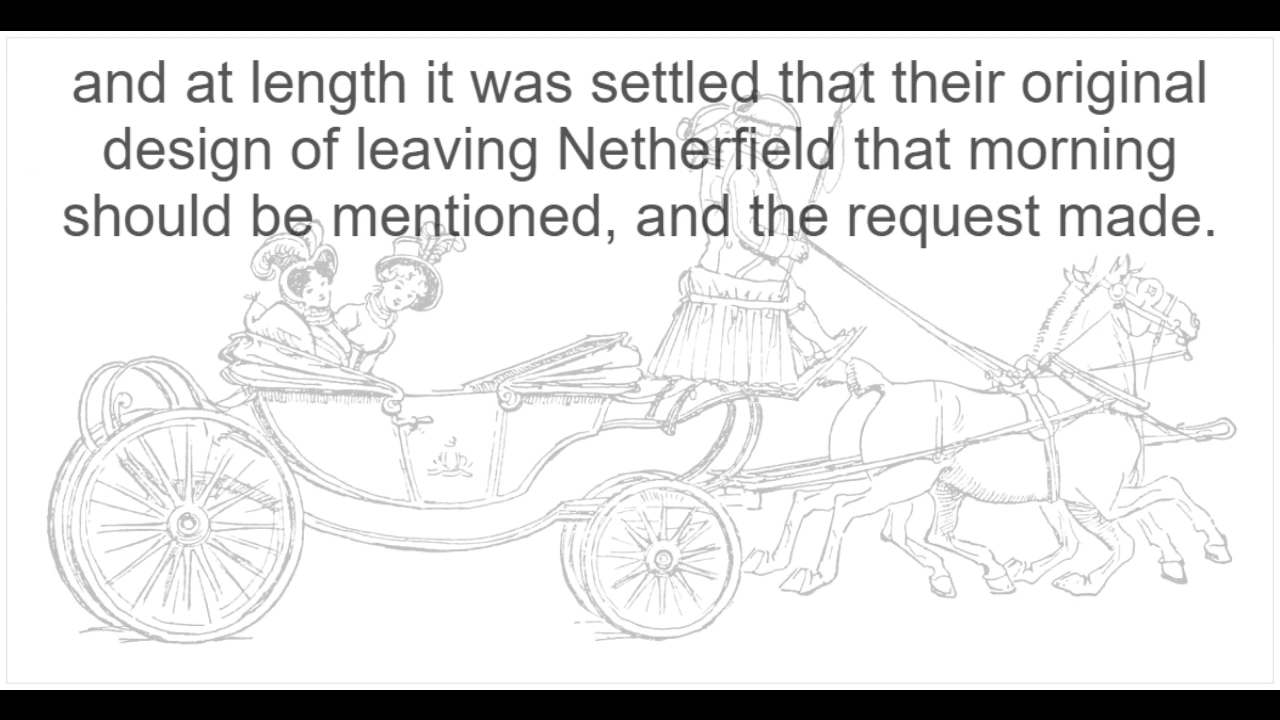 and at length it was settled that their original
design of leaving Netherfield that morning
should be mentioned, and the request made.